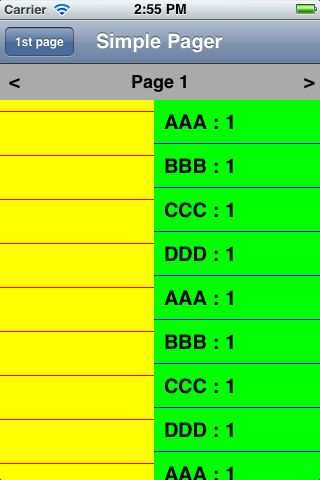 Carrier 2:55 PM
1st page Simple Pager
< Page 1 >
AAA : 1
BBB : 1
CCC : 1
DDD : 1
AAA : 1
BBB : 1
CCC : 1
DDD : 1
AAA : 1